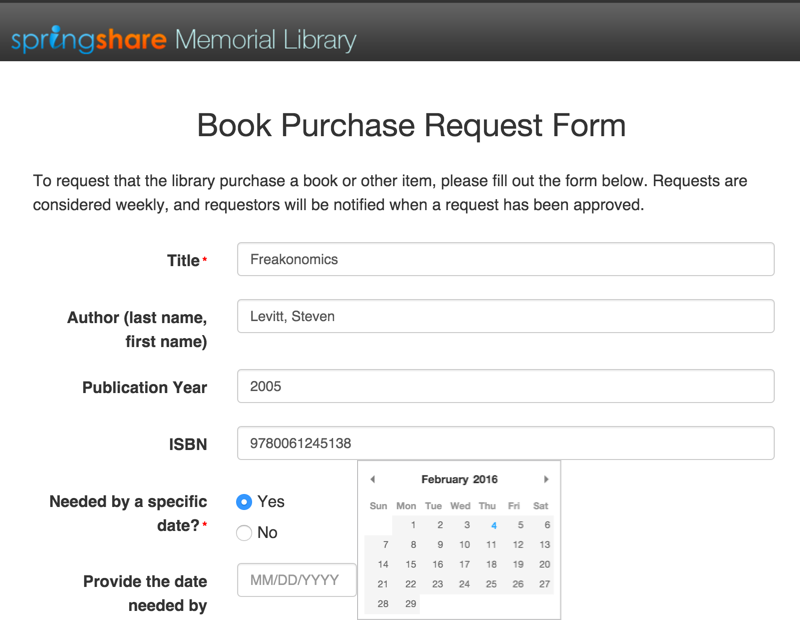 springshare Memorial Library
Book Purchase Request Form
To request that the library purchase a book or other item, please fill out the form below. Requests are
considered weekly, and requestors will be notified when a request has been approved.
Title* Freakonomics
Author (last name,
first name) Levitt, Steven
Publication Year 2005
ISBN 9780061245138
Needed by a specific
date?*
Yes
No
Provide the date
needed by
MM/DD/YYYY
February 2016
Sun Mon Tue Wed Thu Fri Sat
1 2 3 4 5 6
7 8 9 10 11 12 13
14 15 16 17 18 19 20
21 22 23 24 25 26 27
28 29